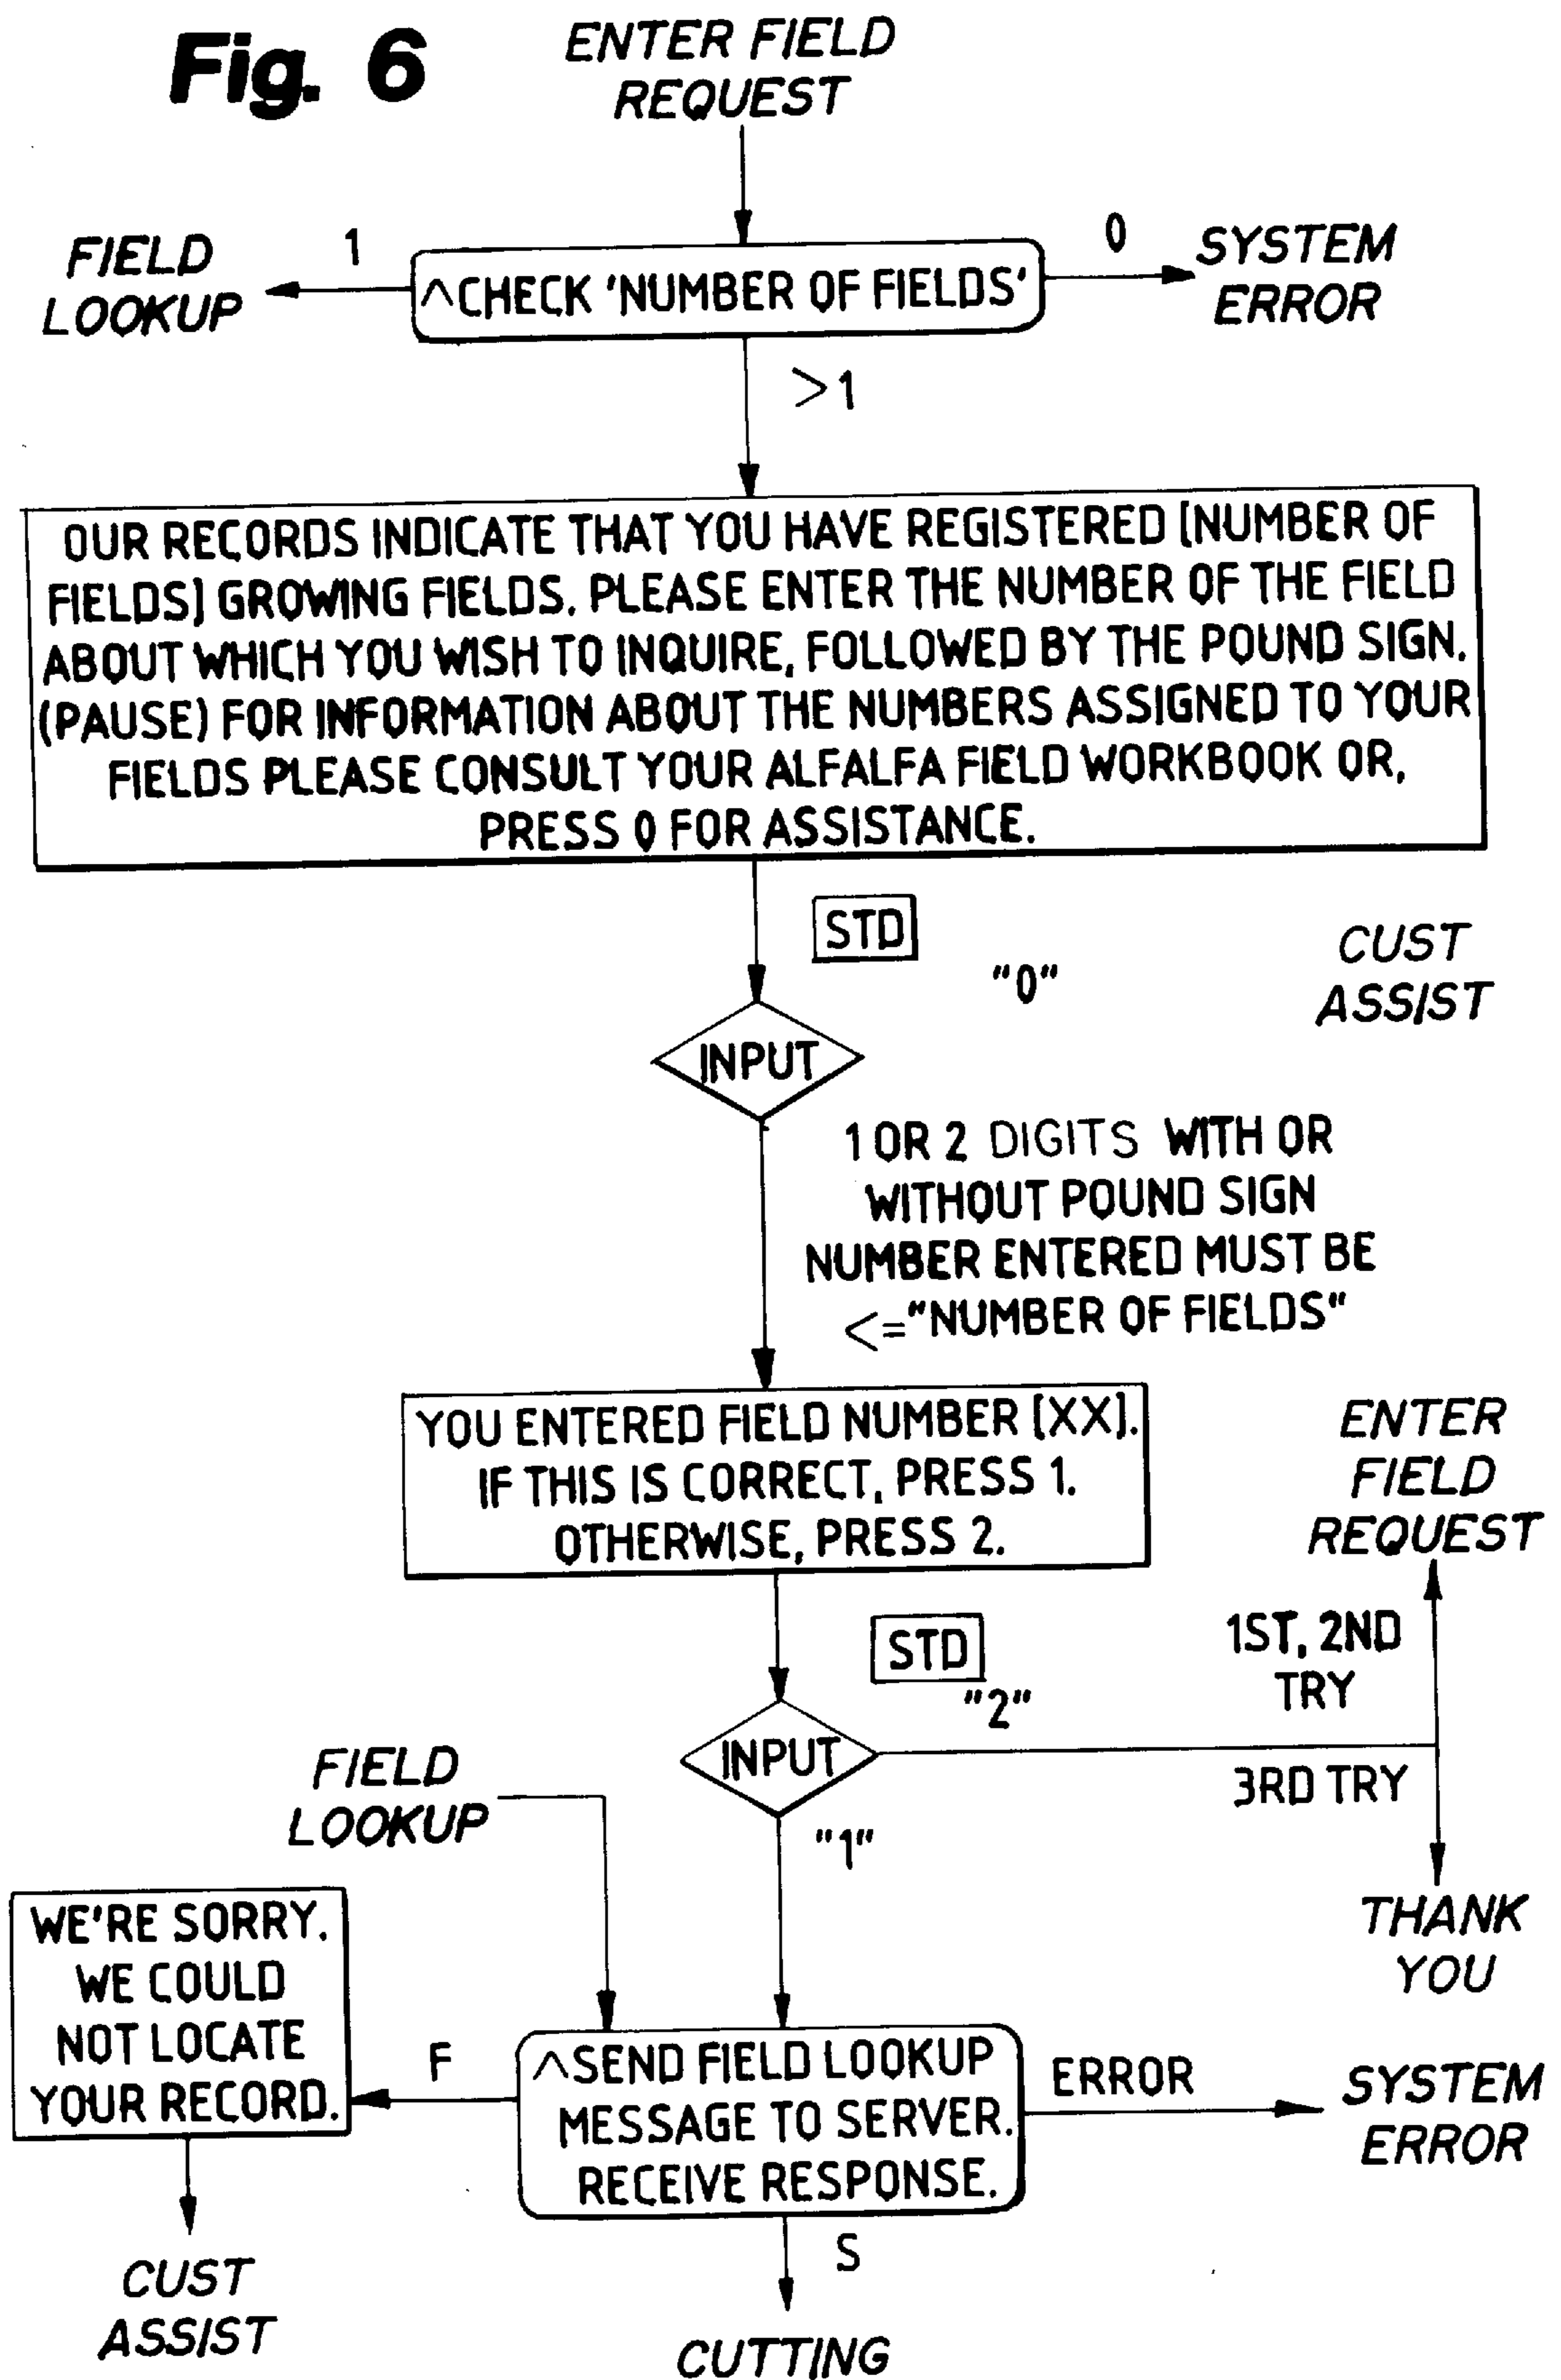 Fig. 6
ENTER FIELD
REQUEST
FIELD
LOOKUP
1
^CHECK 'NUMBER OF FIELDS'
0
SYSTEM
ERROR
>1
OUR RECORDS INDICATE THAT YOU HAVE REGISTERED [NUMBER OF
FIELDS] GROWING FIELDS. PLEASE ENTER THE NUMBER OF THE FIELD
ABOUT WHICH YOU WISH TO INQUIRE, FOLLOWED BY THE POUND SIGN.
(PAUSE) FOR INFORMATION ABOUT THE NUMBERS ASSIGNED TO YOUR
FIELDS PLEASE CONSULT YOUR ALFALFA FIELD WORKBOOK OR,
PRESS 0 FOR ASSISTANCE.
STD
"0"
CUST
ASSIST
INPUT
1 OR 2 DIGITS WITH OR
WITHOUT POUND SIGN
NUMBER ENTERED MUST BE
<="NUMBER OF FIELDS"
YOU ENTERED FIELD NUMBER [XX].
IF THIS IS CORRECT, PRESS 1.
OTHERWISE, PRESS 2.
ENTER
FIELD
REQUEST
STD
"2"
1ST, 2ND
TRY
INPUT
3RD TRY
FIELD
LOOKUP
"1"
THANK
YOU
WE'RE SORRY.
WE COULD
NOT LOCATE
YOUR RECORD.
F
^SEND FIELD LOOKUP
MESSAGE TO SERVER.
RECEIVE RESPONSE.
ERROR
SYSTEM
ERROR
S
CUST
ASSIST
CUTTING